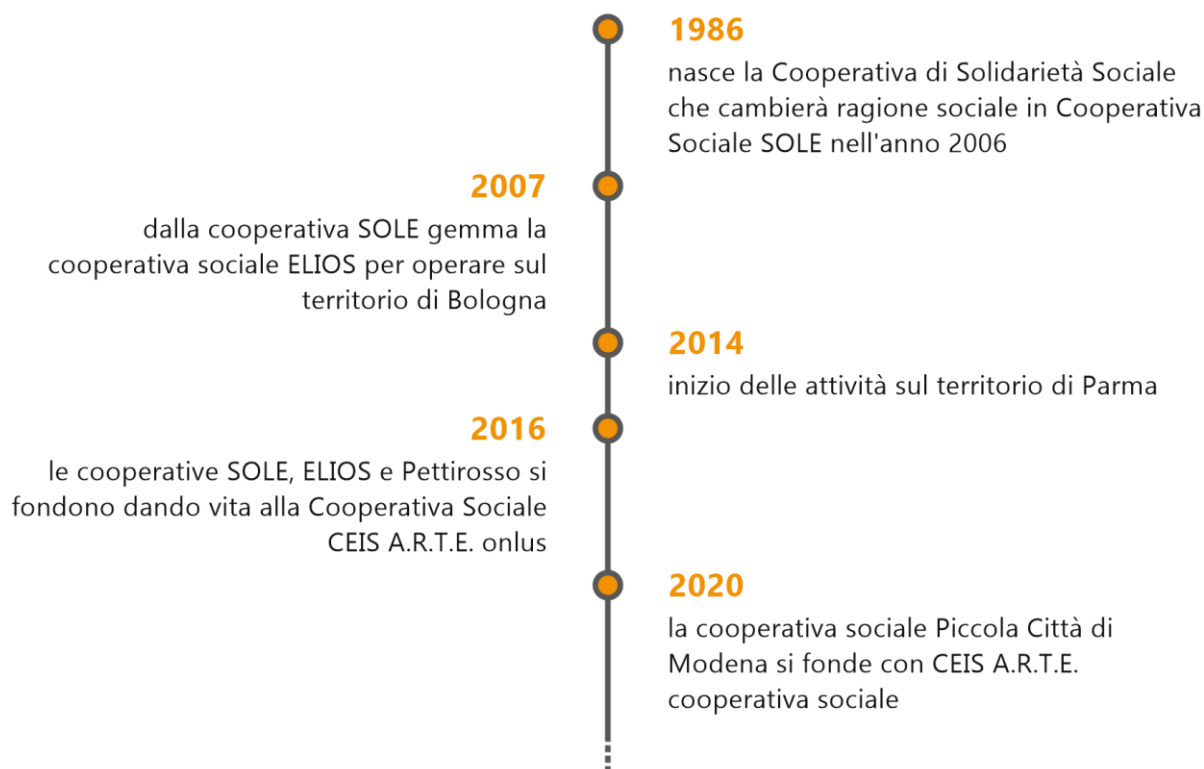 1986
nasce la Cooperativa di Solidarietà Sociale
che cambierà ragione sociale in Cooperativa
Sociale SOLE nell'anno 2006
2007
dalla cooperativa SOLE gemma la
cooperativa sociale ELIOS per operare sul
territorio di Bologna
2014
inizio delle attività sul territorio di Parma
2016
le cooperative SOLE, ELIOS e Pettirosso si
fondono dando vita alla Cooperativa Sociale
CEIS A.R.T.E. onlus
2020
la cooperativa sociale Piccola Città di
Modena si fonde con CEIS A.R.T.E.
cooperativa sociale